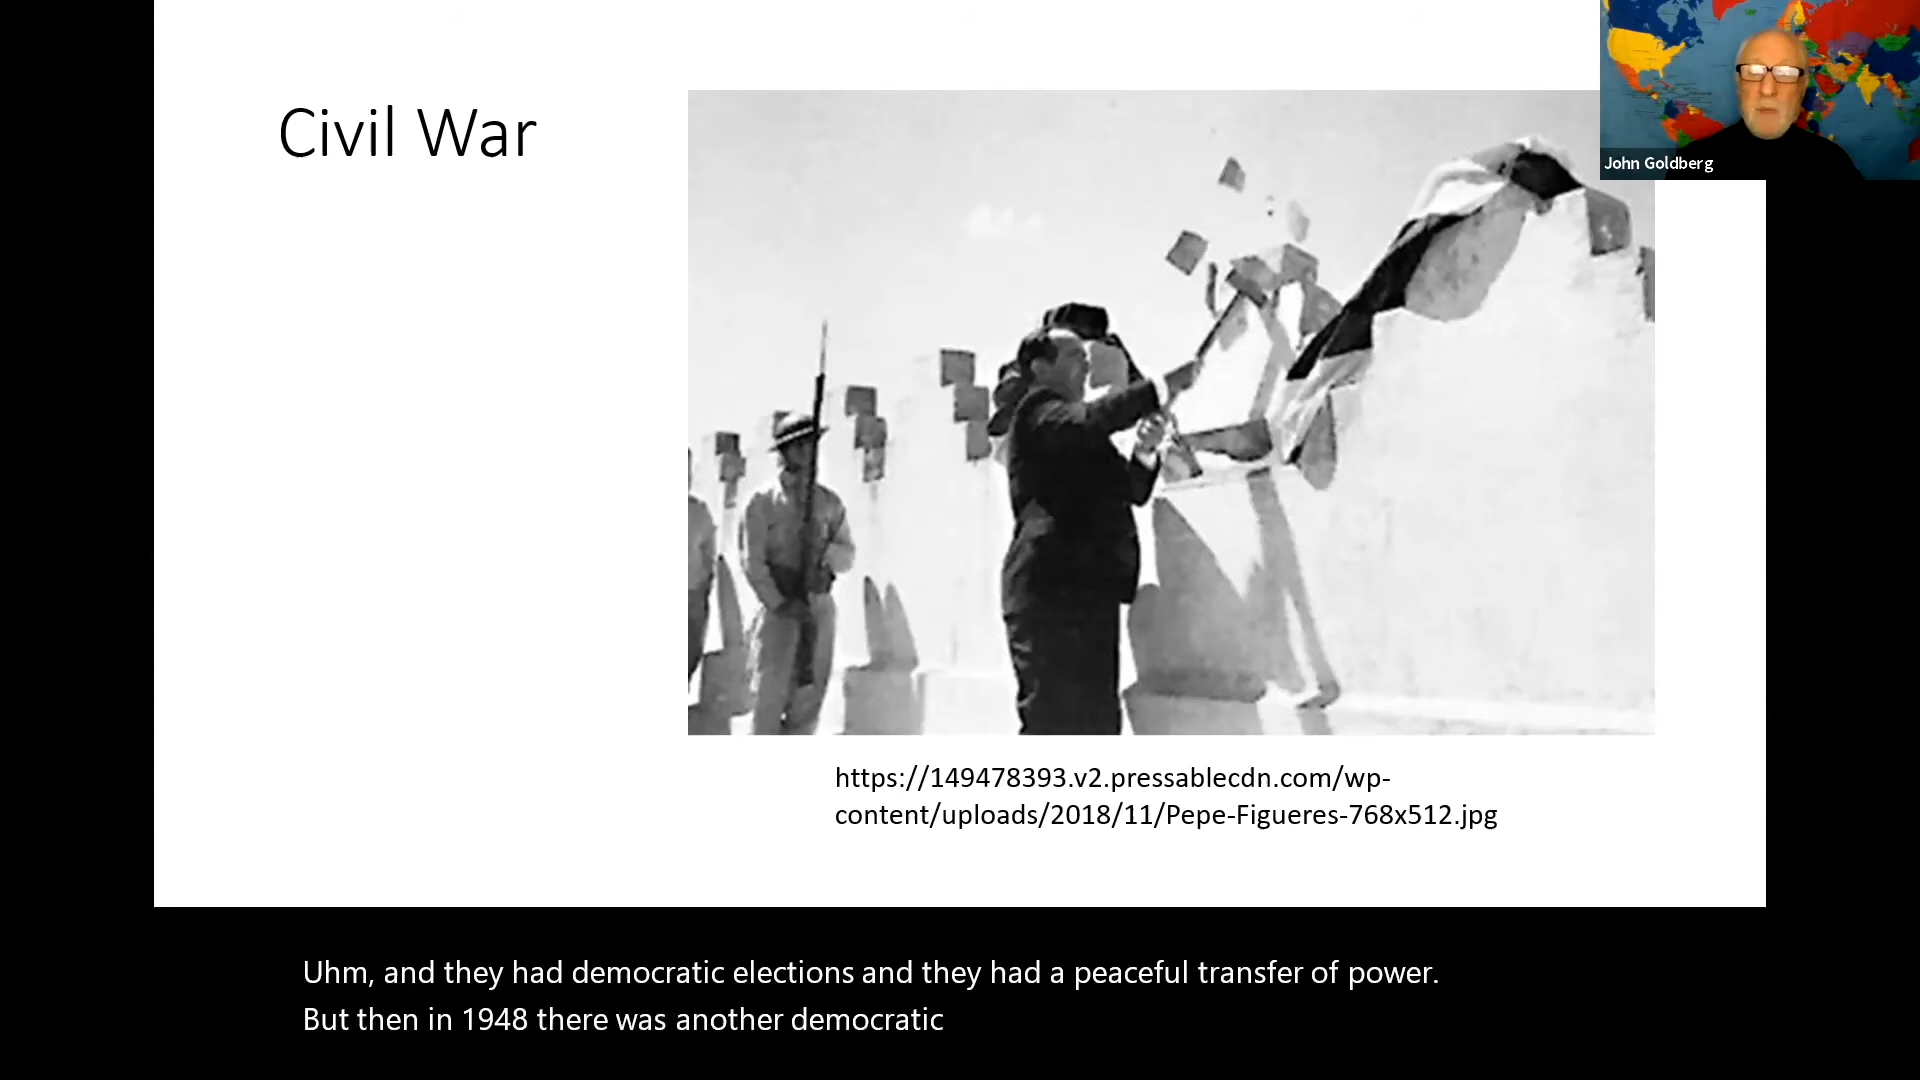 Civil War
John Goldberg
https://149478393.v2.pressablecdn.com/wp-
content/uploads/2018/11/Pepe-Figueres-768x512.jpg
Uhm, and they had democratic elections and they had a peaceful transfer of power.
But then in 1948 there was another democratic